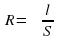 R = l/S